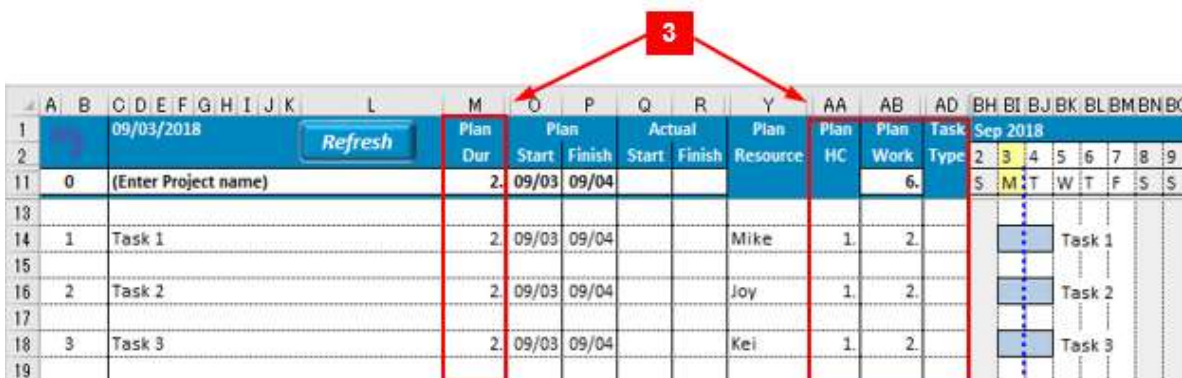 3
A B C D E F G H I J K L M O P Q R Y AA AB AD BH BI BJ BK BL BM BN BO
1 09/03/2018 Refresh Plan Plan Actual Plan Plan Plan Task Sep 2018
2 Dur Start Finish Start Finish Resource HC Work Type 2 3 4 5 6 7 8 9
11 0 (Enter Project name) 2. 09/03 09/04 6. S M T W T F S S
13
14 1 Task 1 2. 09/03 09/04 Mike 1. 2. Task 1
15
16 2 Task 2 2. 09/03 09/04 Joy 1. 2. Task 2
17
18 3 Task 3 2. 09/03 09/04 Kei 1. 2. Task 3
19